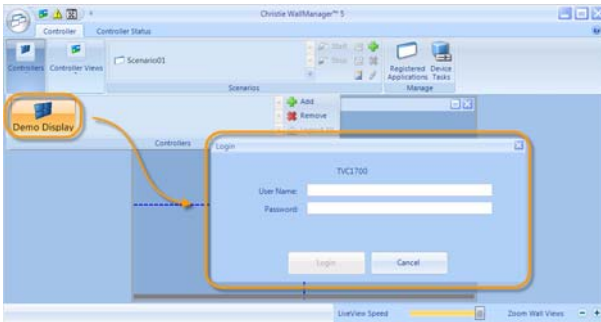 Christie WallManager™ 5
Controller
Controller Status
Controllers
Controller Views
Scenario01
Start
Stop
Registered Applications
Device Tasks
Scenarios
Manage
Demo Display
Add
Remove
Controllers
Login
TVC1700
User Name:
Password:
Login
Cancel
LiveView Speed
Zoom Wall Views